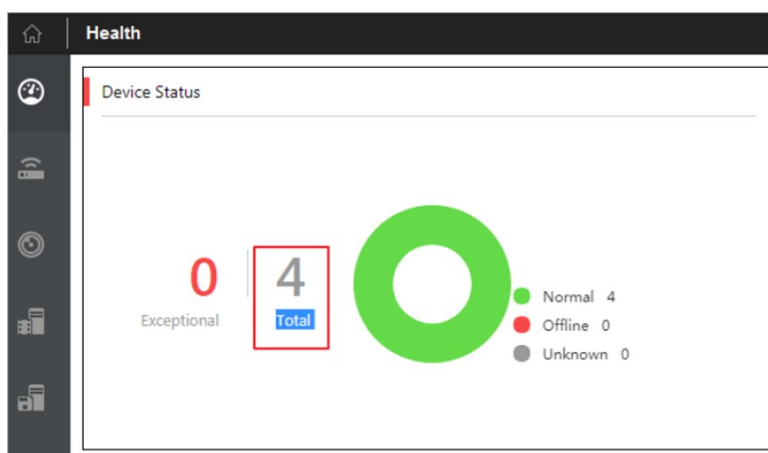 Health
Device Status
0
4
Exceptional
Total
Normal 4
Offline 0
Unknown 0